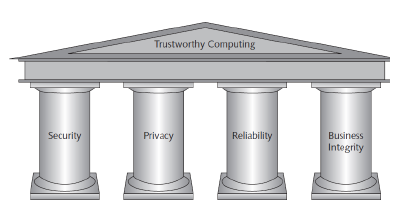 Trustworthy Computing
Security
Privacy
Reliability
Business
Integrity